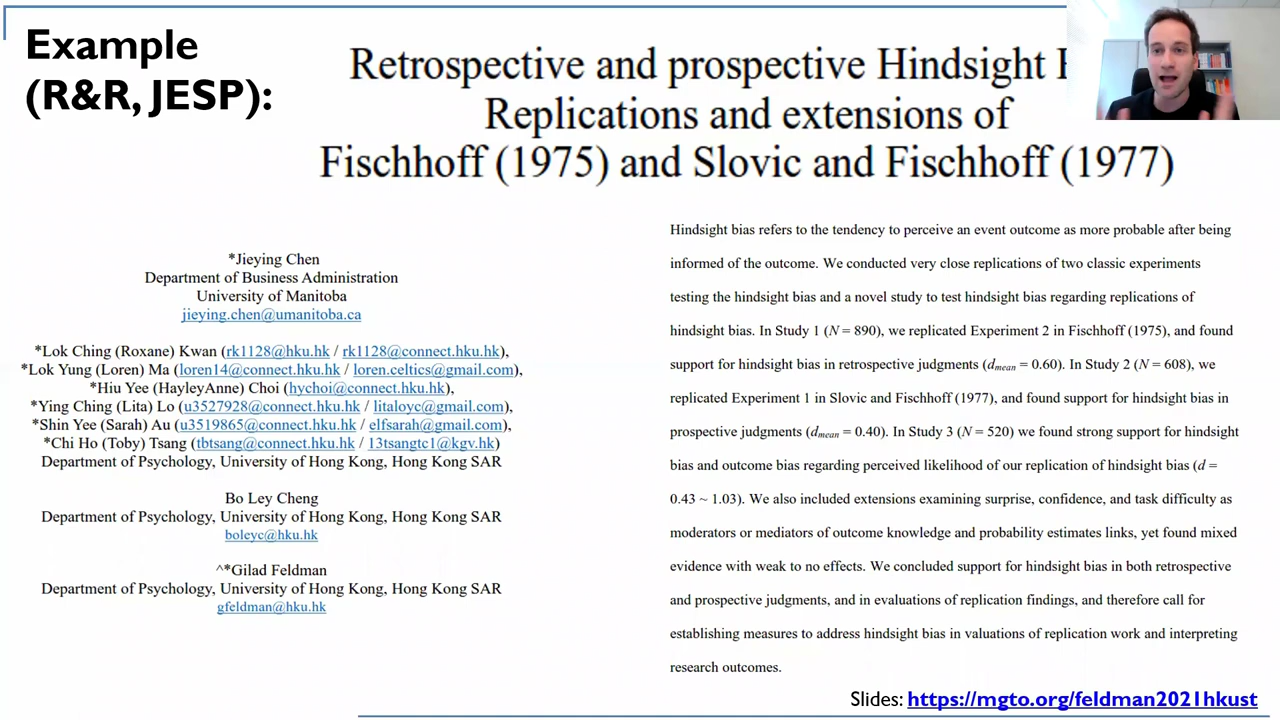 Example
(R&R, JESP):
Retrospective and prospective Hindsight
Replications and extensions of
Fischhoff (1975) and Slovic and Fischhoff (1977)
*Jieying Chen
Department of Business Administration
University of Manitoba
jieying.chen@umanitoba.ca
*Lok Ching (Roxane) Kwan (rk1128@hku.hk / rk1128@connect.hku.hk),
*Lok Yung (Loren) Ma (loren14@connect.hku.hk / loren.celtics@gmail.com),
*Hiu Yee (HayleyAnne) Choi (hychoi@connect.hku.hk),
*Ying Ching (Lita) Lo (u3527928@connect.hku.hk / litaloyc@gmail.com),
*Shin Yee (Sarah) Au (u3519865@connect.hku.hk / elfsarah@gmail.com),
*Chi Ho (Toby) Tsang (tbtsang@connect.hku.hk / 13tsangtc1@kgv.hk)
Department of Psychology, University of Hong Kong, Hong Kong SAR
Bo Ley Cheng
Department of Psychology, University of Hong Kong, Hong Kong SAR
boleyc@hku.hk
^*Gilad Feldman
Department of Psychology, University of Hong Kong, Hong Kong SAR
gfeldman@hku.hk
Hindsight bias refers to the tendency to perceive an event outcome as more probable after being
informed of the outcome. We conducted very close replications of two classic experiments
testing the hindsight bias and a novel study to test hindsight bias regarding replications of
hindsight bias. In Study 1 (N = 890), we replicated Experiment 2 in Fischhoff (1975), and found
support for hindsight bias in retrospective judgments (dmean = 0.60). In Study 2 (N = 608), we
replicated Experiment 1 in Slovic and Fischhoff (1977), and found support for hindsight bias in
prospective judgments (dmean = 0.40). In Study 3 (N = 520) we found strong support for hindsight
bias and outcome bias regarding perceived likelihood of our replication of hindsight bias (d =
0.43 ~ 1.03). We also included extensions examining surprise, confidence, and task difficulty as
moderators or mediators of outcome knowledge and probability estimates links, yet found mixed
evidence with weak to no effects. We concluded support for hindsight bias in both retrospective
and prospective judgments, and in evaluations of replication findings, and therefore call for
establishing measures to address hindsight bias in valuations of replication work and interpreting
research outcomes.
Slides: https://mgto.org/feldman2021hkust